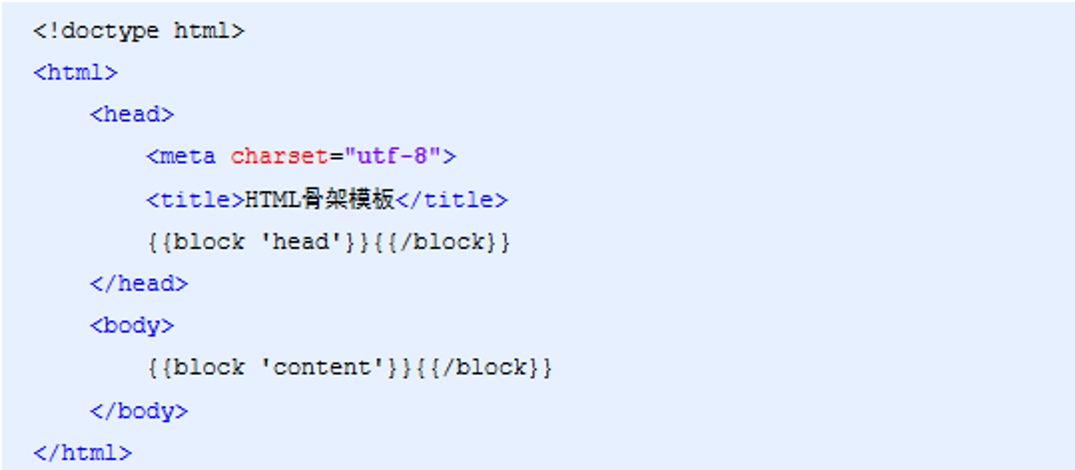 <!doctype html>
<html>
<head>
<meta charset="utf-8">
<title>HTML骨架模板</title>
{{block 'head'}}{{/block}}
</head>
<body>
{{block 'content'}}{{/block}}
</body>
</html>